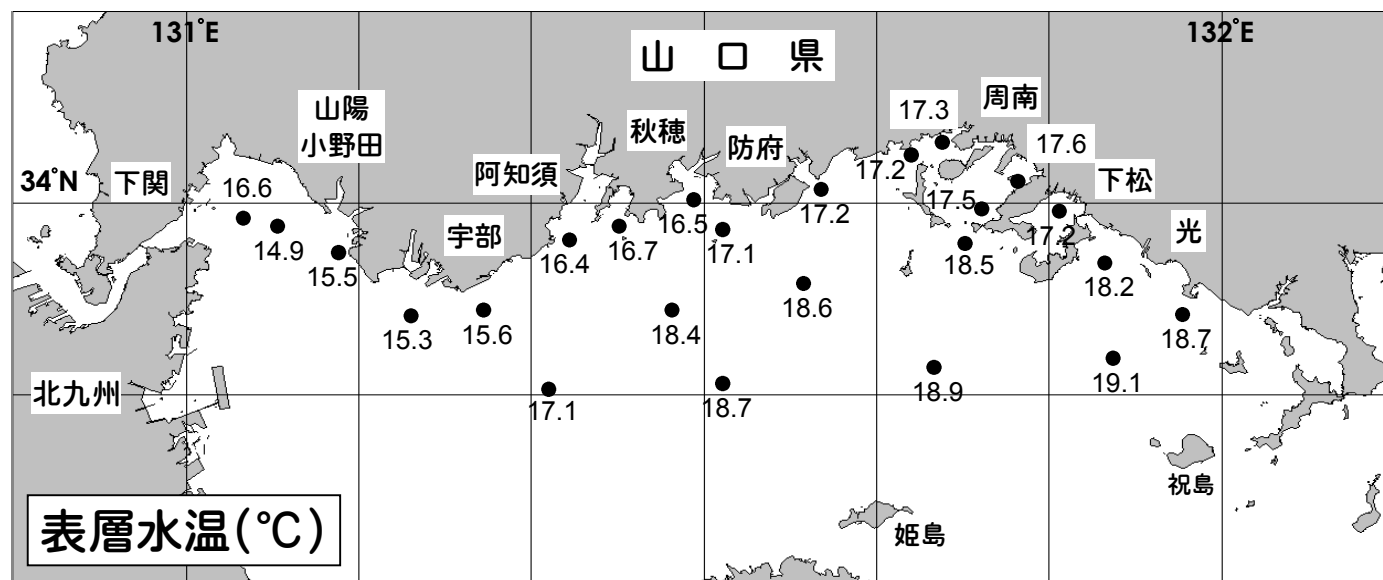 131°E
132°E
山 口 県
山陽
小野田
秋穂
防府
17.3
周南
17.6
34°N
下関
16.6
阿知須
17.2
下松
14.9
15.5
宇部
16.4
16.7
16.5
17.1
17.2
17.5
18.5
17.2
光
18.2
15.3
15.6
18.4
18.6
18.7
北九州
17.1
18.7
18.9
19.1
祝島
姫島
表層水温(℃)